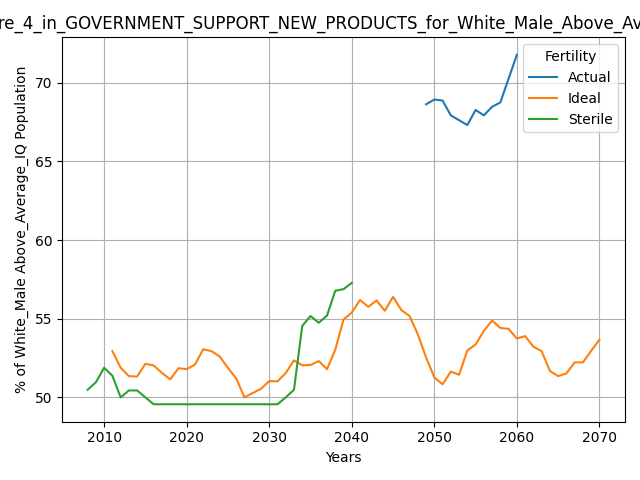 re_4_in_GOVERNMENT_SUPPORT_NEW_PRODUCTS_for_White_Male_Above_Av
Fertility
Actual
Ideal
Sterile
% of White_Male Above_Average_IQ Population
70
65
60
55
50
2010 2020 2030 2040 2050 2060 2070
Years